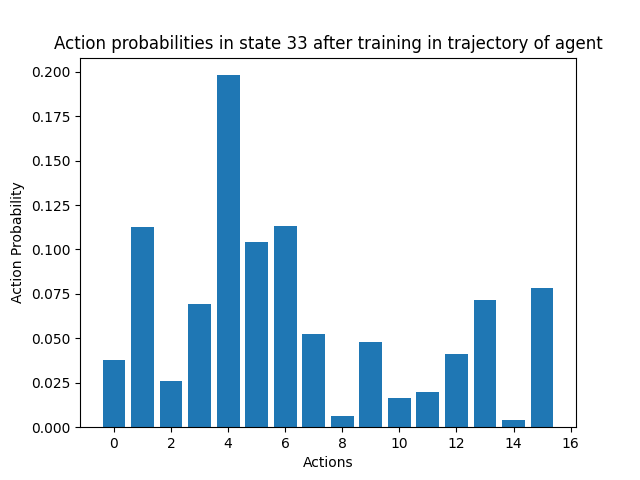 Action probabilities in state 33 after training in trajectory of agent
0.200
0.175
0.150
0.125
0.100
0.075
0.050
0.025
0.000
Action Probability
0 2 4 6 8 10 12 14 16
Actions